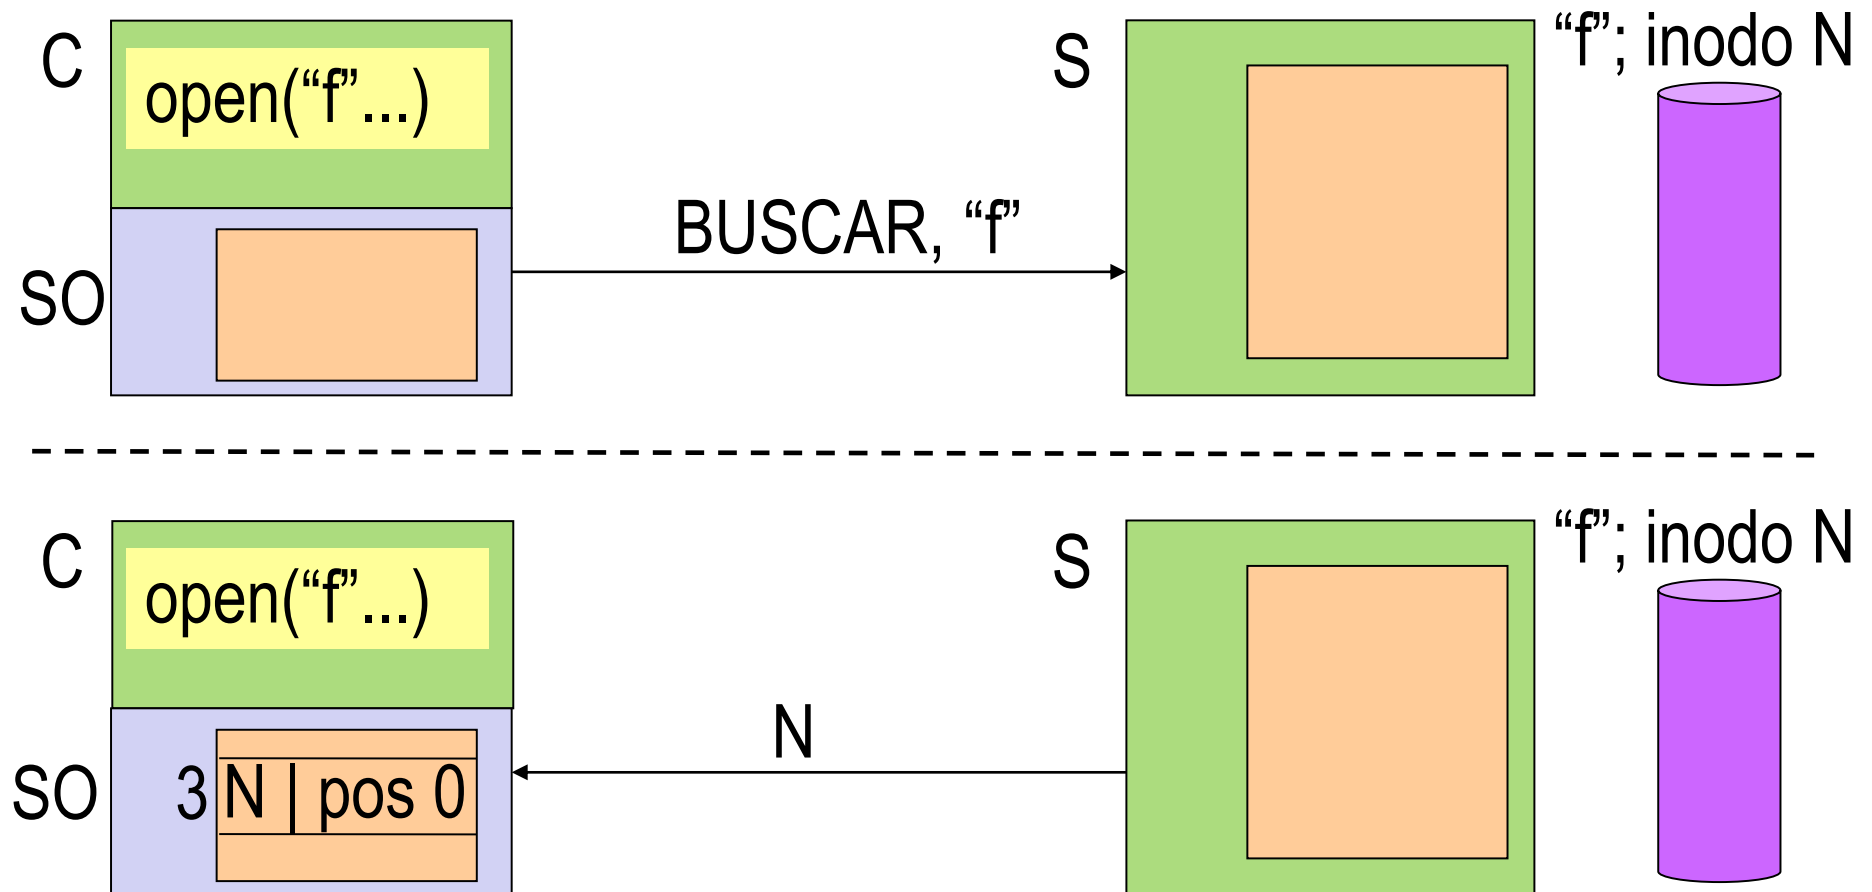 C
open(“f”...)
SO
BUSCAR, “f”
S
“f”; inodo N
C
open(“f”...)
SO
3 N | pos 0
N
S
“f”; inodo N